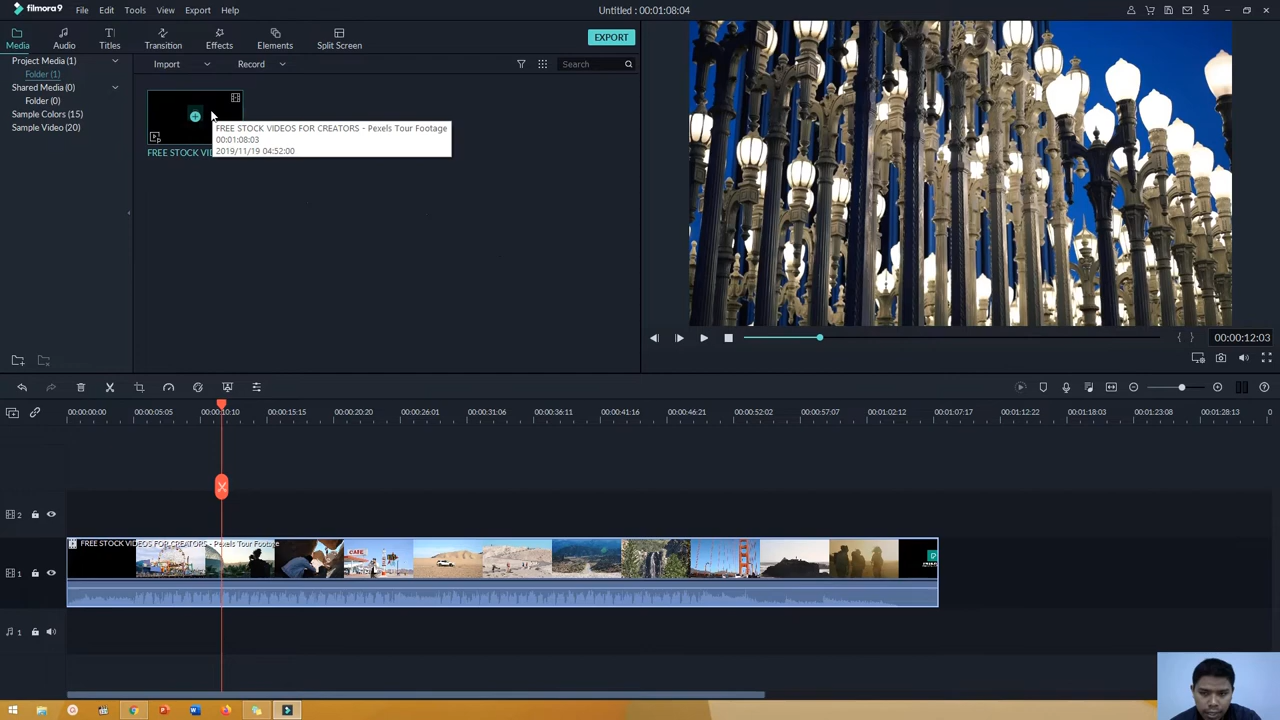 filmora9
File
Edit
Tools
View
Export
Help
Untitled : 00:01:08:04
Media
Audio
Titles
Transition
Effects
Elements
Split Screen
EXPORT
Project Media (1)
Folder (1)
Shared Media (0)
Folder (0)
Sample Colors (15)
Sample Video (20)
Import
Record
Search
FREE STOCK VI
FREE STOCK VIDEOS FOR CREATORS - Pexels Tour Footage
00:01:08:03
2019/11/19 04:52:00
00:00:12:03
00:00:00:00
00:00:05:05
00:00:10:10
00:00:15:15
00:00:20:20
00:00:26:01
00:00:31:06
00:00:36:11
00:00:41:16
00:00:46:21
00:00:52:02
00:00:57:07
00:01:02:12
00:01:07:17
00:01:12:22
00:01:18:03
00:01:23:08
00:01:28:13
0
2
FREE STOCK VIDEOS FOR CREATORS - Pexels Tour Footage
CAFE
1
1